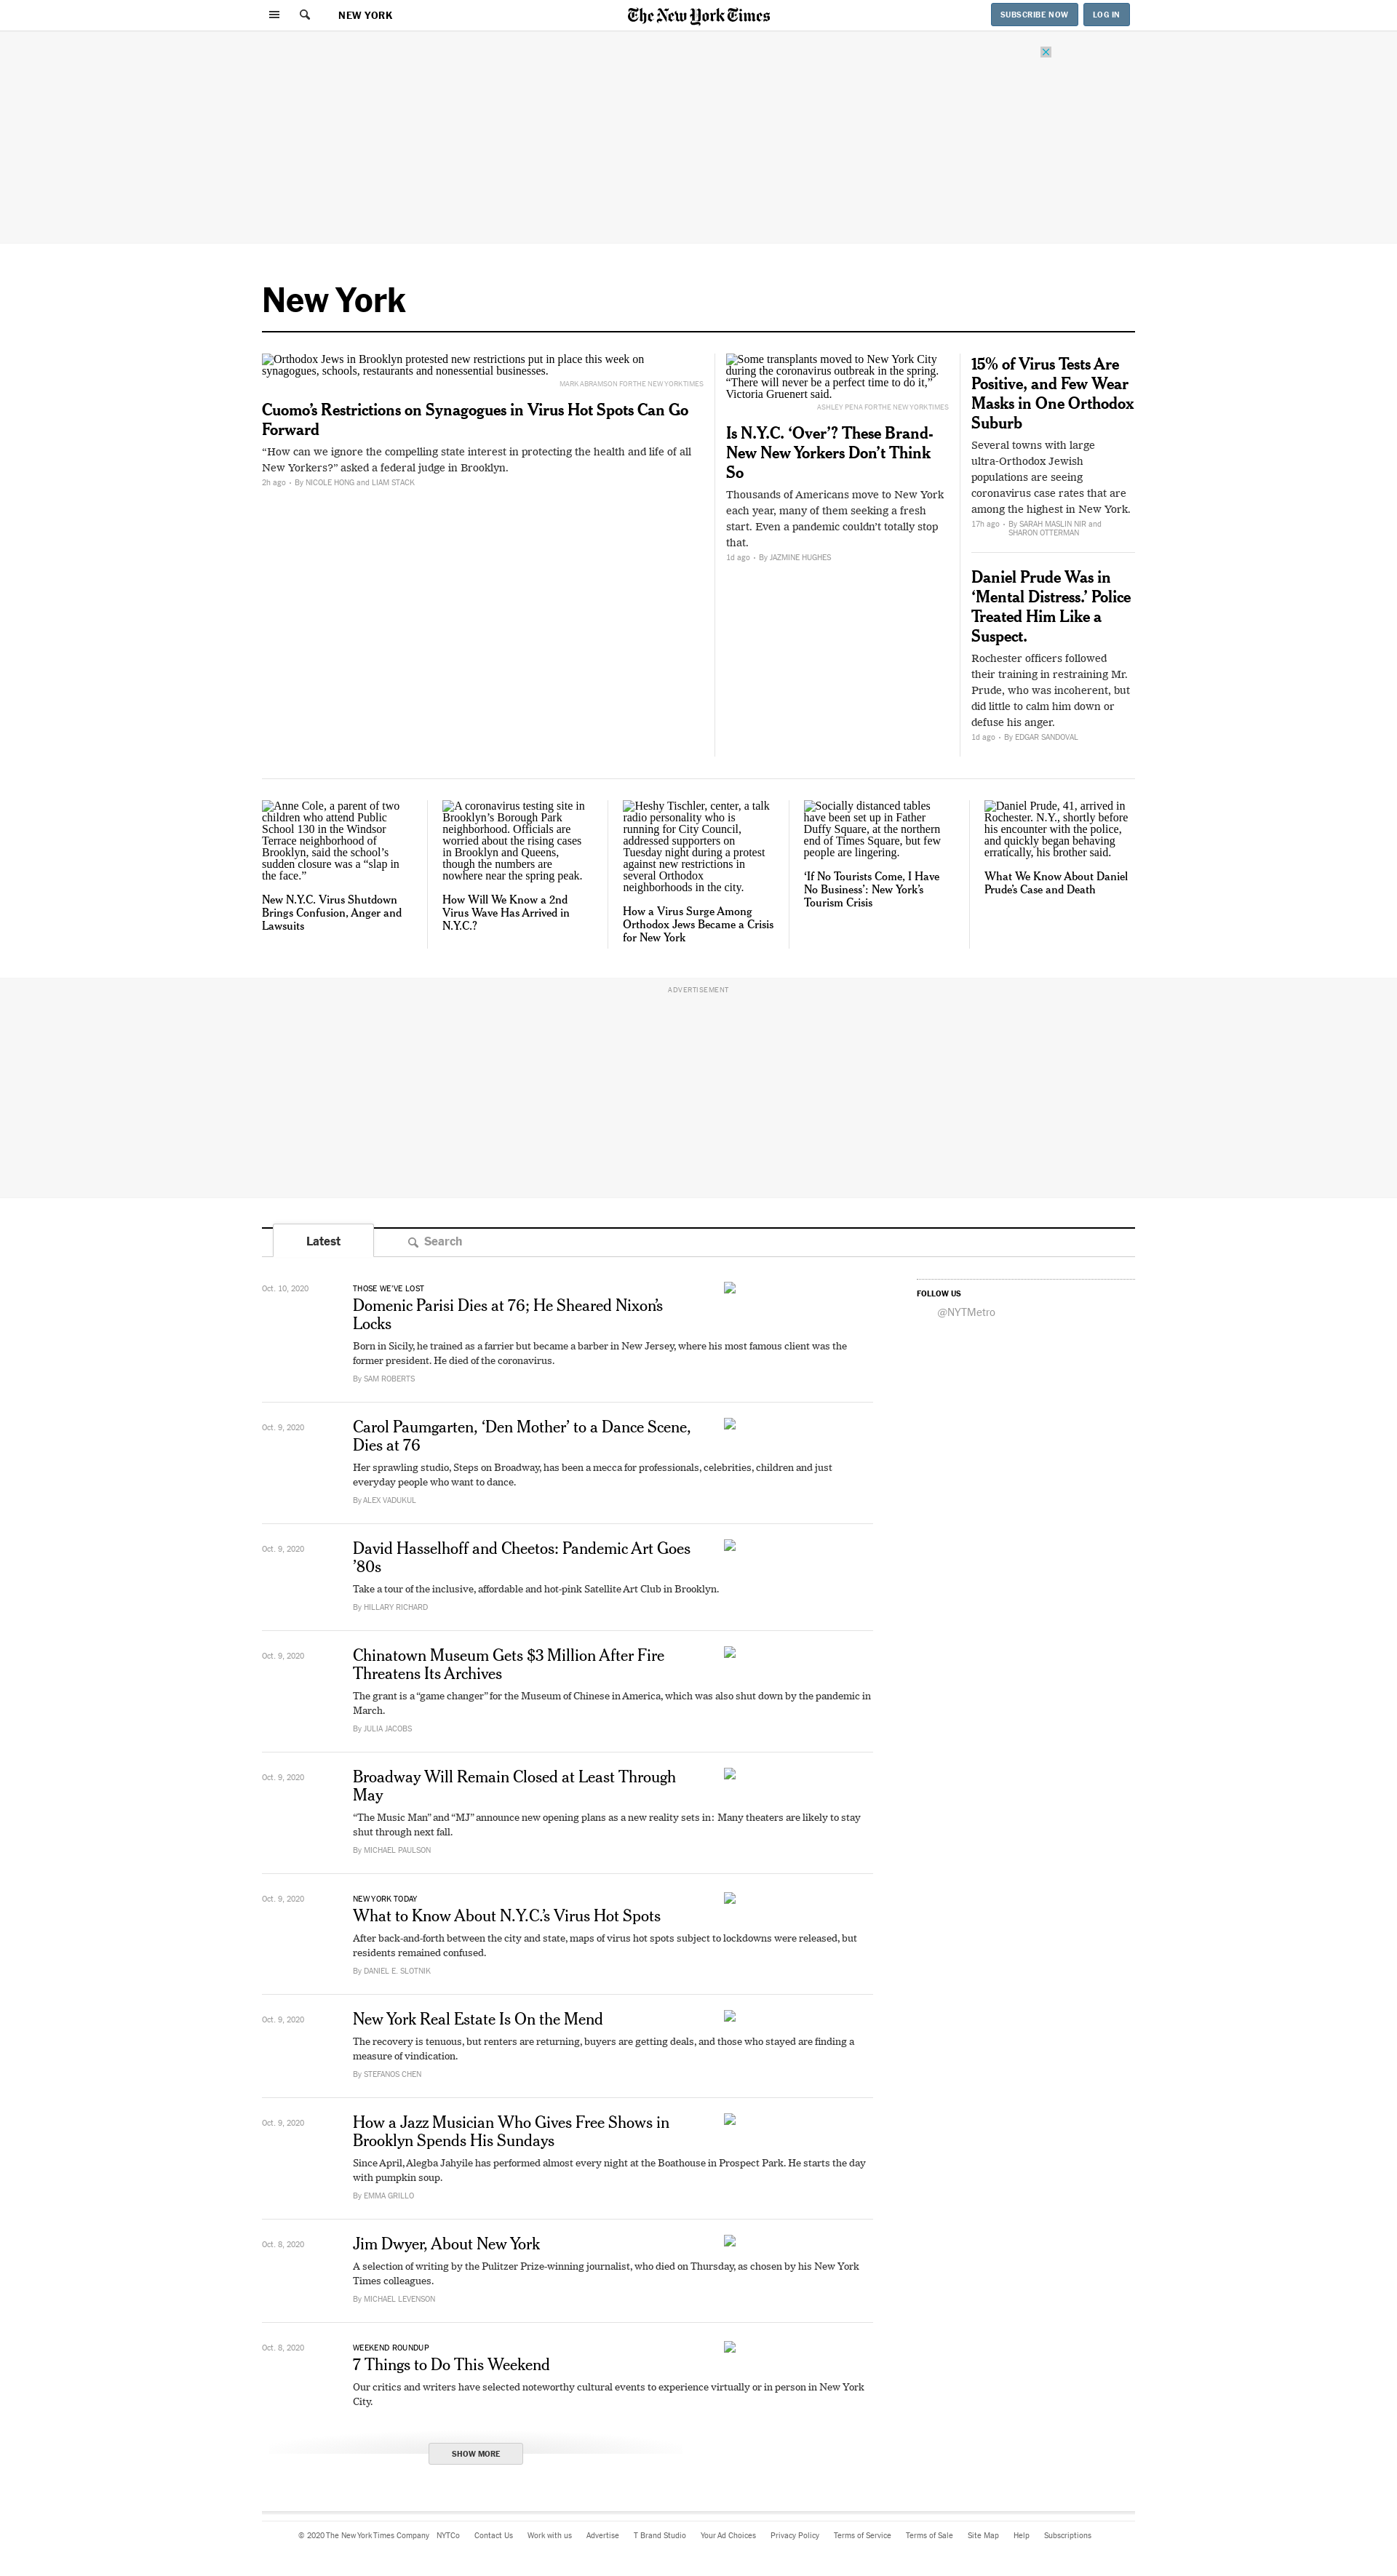 NEW YORK
The New York Times
SUBSCRIBE NOW
LOG IN
New York
Orthodox Jews in Brooklyn protested new restrictions put in place this week on
synagogues, schools, restaurants and nonessential businesses.
MARK ABRAMSON FOR THE NEW YORK TIMES
Cuomo’s Restrictions on Synagogues in Virus Hot Spots Can Go
Forward
“How can we ignore the compelling state interest in protecting the health and life of all
New Yorkers?” asked a federal judge in Brooklyn.
2h ago • By NICOLE HONG and LIAM STACK
Some transplants moved to New York City
during the coronavirus outbreak in the spring.
“There will never be a perfect time to do it,”
Victoria Gruenert said.
ASHLEY PENA FOR THE NEW YORK TIMES
Is N.Y.C. ‘Over’? These Brand-
New New Yorkers Don’t Think
So
Thousands of Americans move to New York
each year, many of them seeking a fresh
start. Even a pandemic couldn’t totally stop
that.
1d ago • By JAZMINE HUGHES
15% of Virus Tests Are
Positive, and Few Wear
Masks in One Orthodox
Suburb
Several towns with large
ultra-Orthodox Jewish
populations are seeing
coronavirus case rates that are
among the highest in New York.
17h ago • By SARAH MASLIN NIR and
SHARON OTTERMAN
Daniel Prude Was in
‘Mental Distress.’ Police
Treated Him Like a
Suspect.
Rochester officers followed
their training in restraining Mr.
Prude, who was incoherent, but
did little to calm him down or
defuse his anger.
1d ago • By EDGAR SANDOVAL
Anne Cole, a parent of two
children who attend Public
School 130 in the Windsor
Terrace neighborhood of
Brooklyn, said the school’s
sudden closure was a “slap in
the face.”
New N.Y.C. Virus Shutdown
Brings Confusion, Anger and
Lawsuits
A coronavirus testing site in
Brooklyn’s Borough Park
neighborhood. Officials are
worried about the rising cases
in Brooklyn and Queens,
though the numbers are
nowhere near the spring peak.
How Will We Know a 2nd
Virus Wave Has Arrived in
N.Y.C.?
Heshy Tischler, center, a talk
radio personality who is
running for City Council,
addressed supporters on
Tuesday night during a protest
against new restrictions in
several Orthodox
neighborhoods in the city.
How a Virus Surge Among
Orthodox Jews Became a Crisis
for New York
Socially distanced tables
have been set up in Father
Duffy Square, at the northern
end of Times Square, but few
people are lingering.
‘If No Tourists Come, I Have
No Business’: New York’s
Tourism Crisis
Daniel Prude, 41, arrived in
Rochester. N.Y., shortly before
his encounter with the police,
and quickly began behaving
erratically, his brother said.
What We Know About Daniel
Prude’s Case and Death
ADVERTISEMENT
Latest
Search
Oct. 10, 2020
THOSE WE’VE LOST
Domenic Parisi Dies at 76; He Sheared Nixon’s
Locks
Born in Sicily, he trained as a farrier but became a barber in New Jersey, where his most famous client was the
former president. He died of the coronavirus.
By SAM ROBERTS
FOLLOW US
@NYTMetro
Oct. 9, 2020
Carol Paumgarten, ‘Den Mother’ to a Dance Scene,
Dies at 76
Her sprawling studio, Steps on Broadway, has been a mecca for professionals, celebrities, children and just
everyday people who want to dance.
By ALEX VADUKUL
Oct. 9, 2020
David Hasselhoff and Cheetos: Pandemic Art Goes
’80s
Take a tour of the inclusive, affordable and hot-pink Satellite Art Club in Brooklyn.
By HILLARY RICHARD
Oct. 9, 2020
Chinatown Museum Gets $3 Million After Fire
Threatens Its Archives
The grant is a “game changer” for the Museum of Chinese in America, which was also shut down by the pandemic in
March.
By JULIA JACOBS
Oct. 9, 2020
Broadway Will Remain Closed at Least Through
May
“The Music Man” and “MJ” announce new opening plans as a new reality sets in: Many theaters are likely to stay
shut through next fall.
By MICHAEL PAULSON
Oct. 9, 2020
NEW YORK TODAY
What to Know About N.Y.C.’s Virus Hot Spots
After back-and-forth between the city and state, maps of virus hot spots subject to lockdowns were released, but
residents remained confused.
By DANIEL E. SLOTNIK
Oct. 9, 2020
New York Real Estate Is On the Mend
The recovery is tenuous, but renters are returning, buyers are getting deals, and those who stayed are finding a
measure of vindication.
By STEFANOS CHEN
Oct. 9, 2020
How a Jazz Musician Who Gives Free Shows in
Brooklyn Spends His Sundays
Since April, Alegba Jahyile has performed almost every night at the Boathouse in Prospect Park. He starts the day
with pumpkin soup.
By EMMA GRILLO
Oct. 8, 2020
Jim Dwyer, About New York
A selection of writing by the Pulitzer Prize-winning journalist, who died on Thursday, as chosen by his New York
Times colleagues.
By MICHAEL LEVENSON
Oct. 8, 2020
WEEKEND ROUNDUP
7 Things to Do This Weekend
Our critics and writers have selected noteworthy cultural events to experience virtually or in person in New York
City.
SHOW MORE
© 2020 The New York Times Company NYTCo Contact Us Work with us Advertise T Brand Studio Your Ad Choices Privacy Policy Terms of Service Terms of Sale Site Map Help Subscriptions